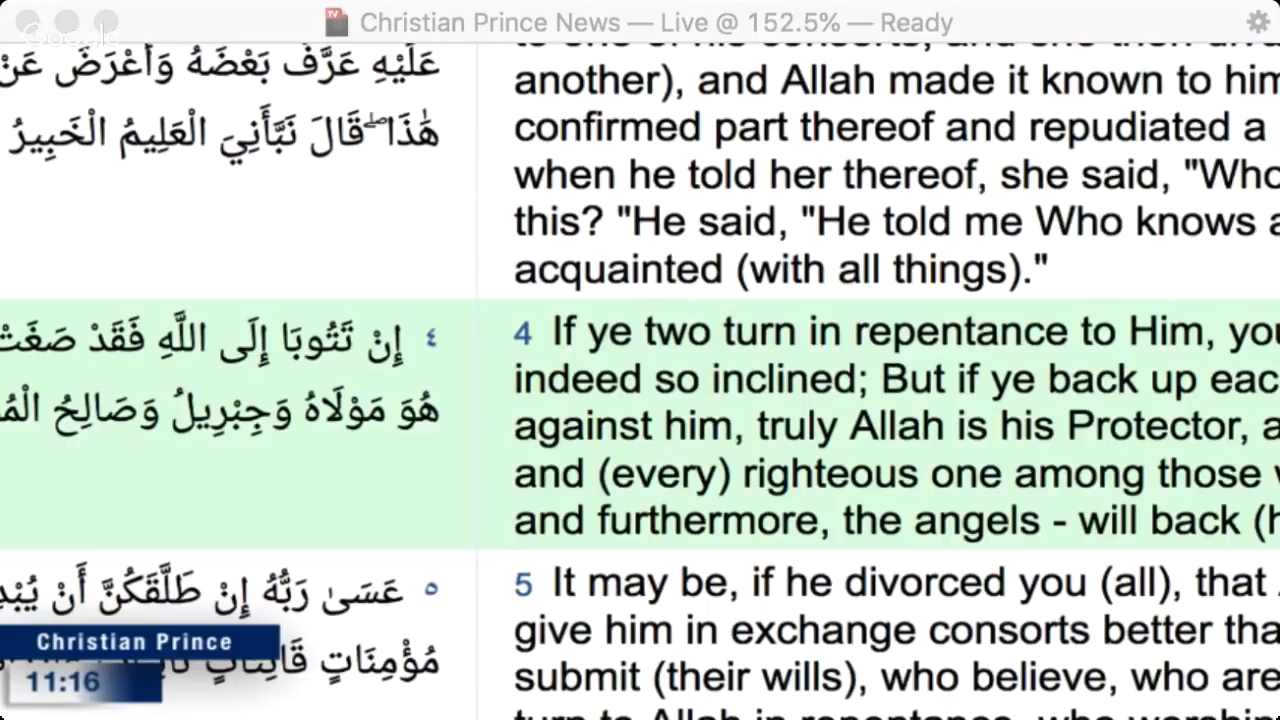 Christian Prince News — Live @ 152.5% — Ready
Google
عَلَيْهِ عَرَّفَ بَعْضَهُ وَأَعْرَضَ عَنْ
هَٰذَا ۖ قَالَ نَبَّأَنِيَ الْعَلِيمُ الْخَبِيرُ
another), and Allah made it known to him
confirmed part thereof and repudiated a
when he told her thereof, she said, "Who
this? "He said, "He told me Who knows a
acquainted (with all things)."
٤ إِنْ تَتُوبَا إِلَى اللَّهِ فَقَدْ صَغَتْ
هُوَ مَوْلَاهُ وَجِبْرِيلُ وَصَالِحُ الْمُ
4 If ye two turn in repentance to Him, you
indeed so inclined; But if ye back up eac
against him, truly Allah is his Protector, a
and (every) righteous one among those w
and furthermore, the angels - will back (h
٥ عَسَىٰ رَبُّهُ إِنْ طَلَّقَكُنَّ أَنْ يُبْدِ
مُؤْمِنَاتٍ قَانِتَاتٍ
5 It may be, if he divorced you (all), that
give him in exchange consorts better tha
submit (their wills), who believe, who are
Christian Prince
11:16